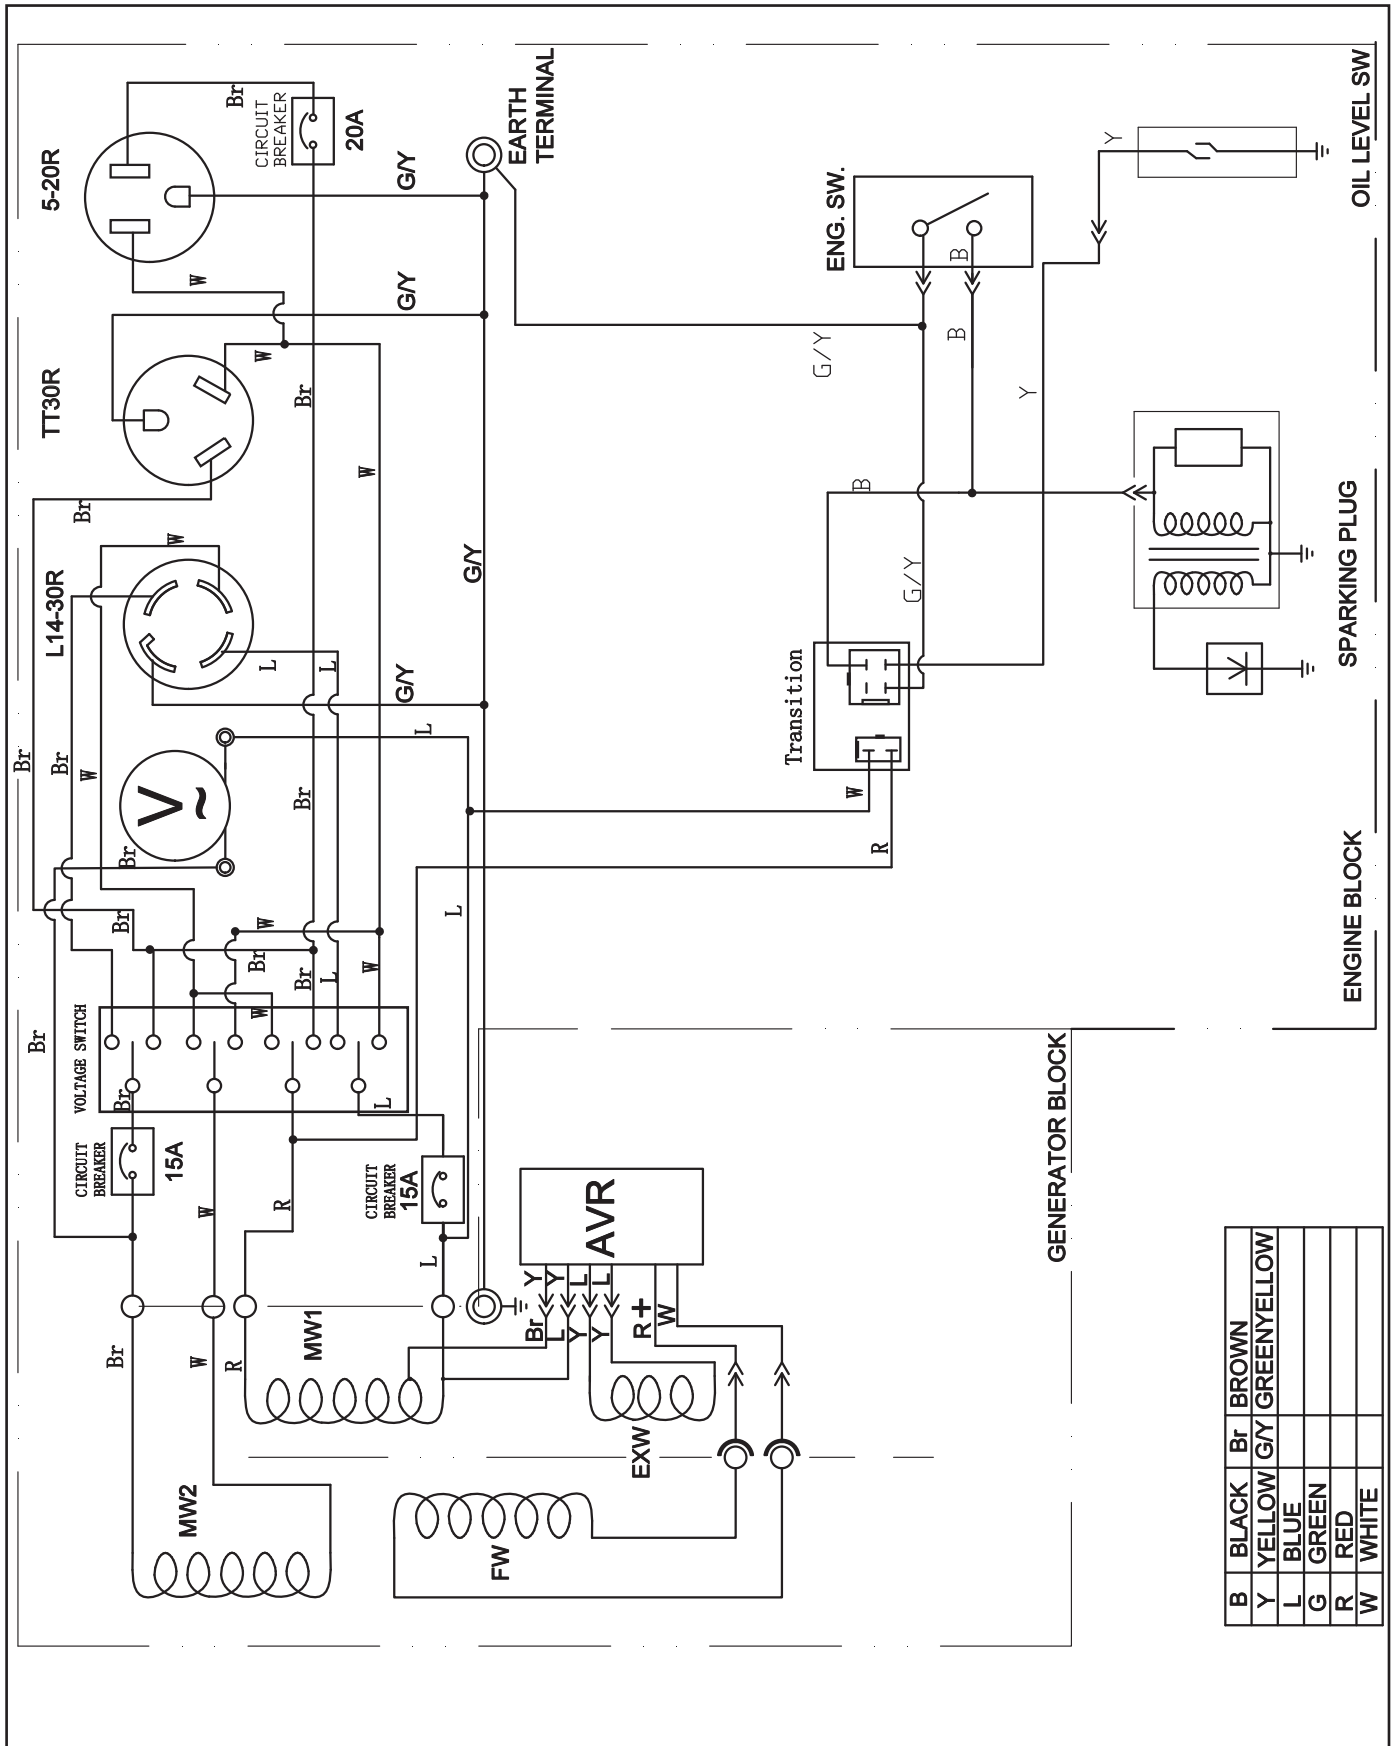 5-20R
TT30R
L14-30R
Br
Br
Br
W
Br
Br
W
Br
W
W
W
Br
CIRCUIT
BREAKER
20A
Br
W
G/Y
G/Y
G/Y
G/Y
EARTH
TERMINAL
V
~
Br
Br
L
L
L
Br
Br
W
Br
L
W
W
L
VOLTAGE SWITCH
Br
L
CIRCUIT
BREAKER
15A
CIRCUIT
BREAKER
15A
W
R
L
Br
W
R
MW1
MW2
FW
EXW
AVR
Y
Y
L
L
Br
L
Y
Y
R+
W
Transition
W
R
B
G/Y
G/Y
ENG. SW.
B
B
Y
Y
OIL LEVEL SW
SPARKING PLUG
ENGINE BLOCK
GENERATOR BLOCK
B BLACK Br BROWN
Y YELLOW G/Y GREENYELLOW
L BLUE
G GREEN
R RED
W WHITE